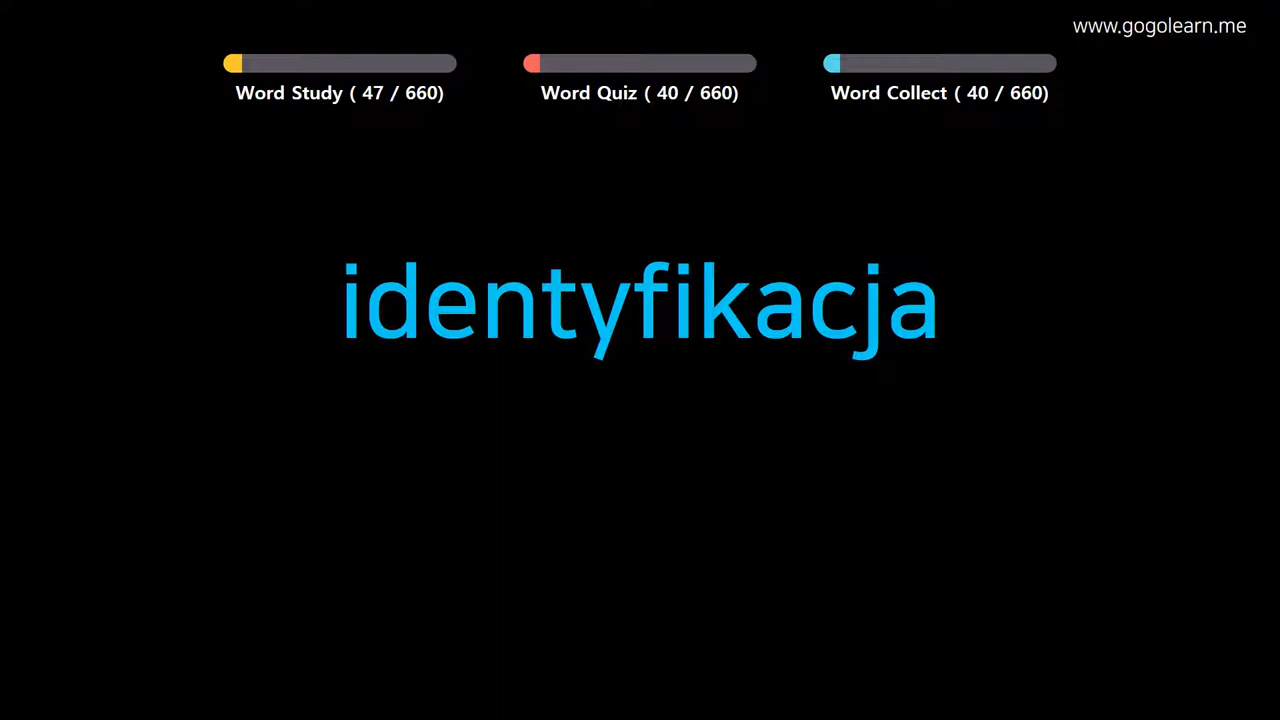 www.gogolearn.me
Word Study ( 47 / 660)
Word Quiz ( 40 / 660)
Word Collect ( 40 / 660)
identyfikacja